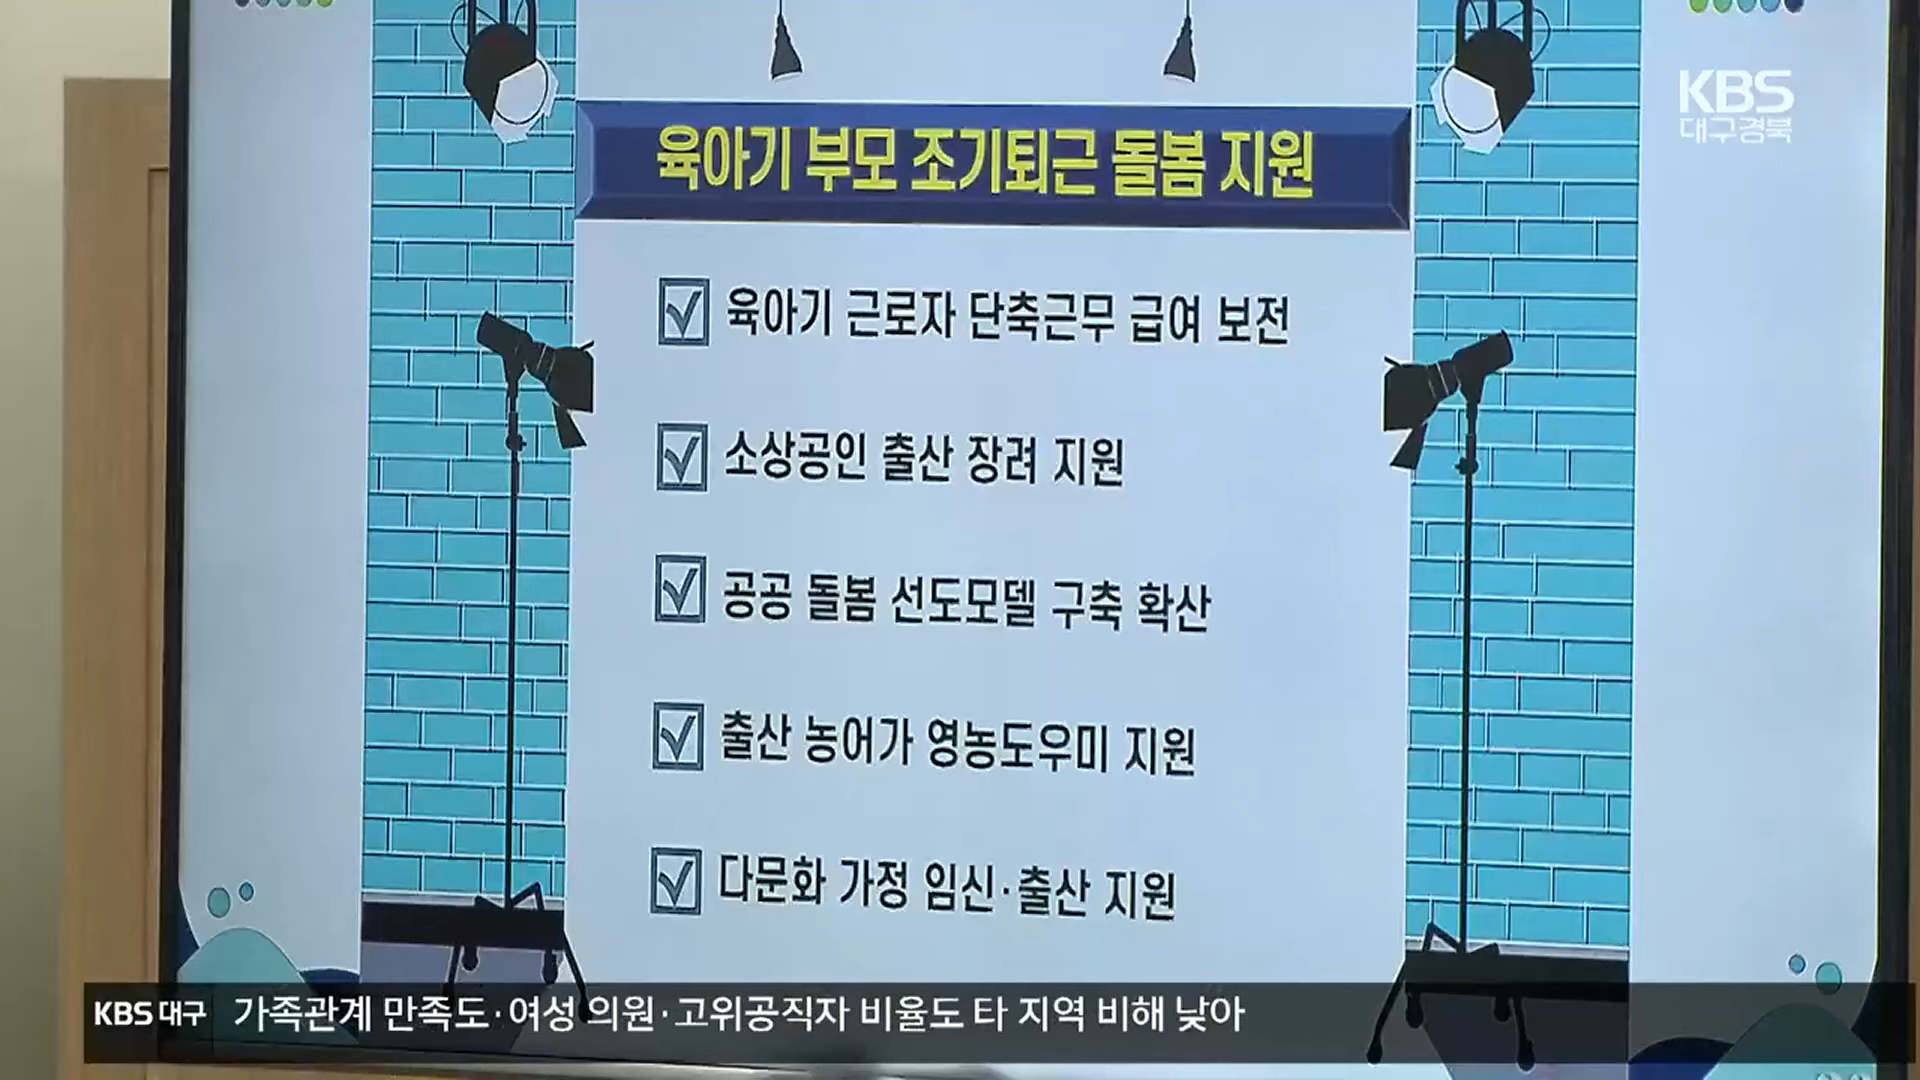 KBS
대구경북
육아기 부모 조기퇴근 돌봄 지원
육아기 근로자 단축근무 급여 보전
소상공인 출산 장려 지원
공공 돌봄 선도모델 구축 확산
출산 농어가 영농도우미 지원
다문화 가정 임신·출산 지원
KBS 대구 가족관계 만족도·여성 의원·고위공직자 비율도 타 지역 비해 낮아